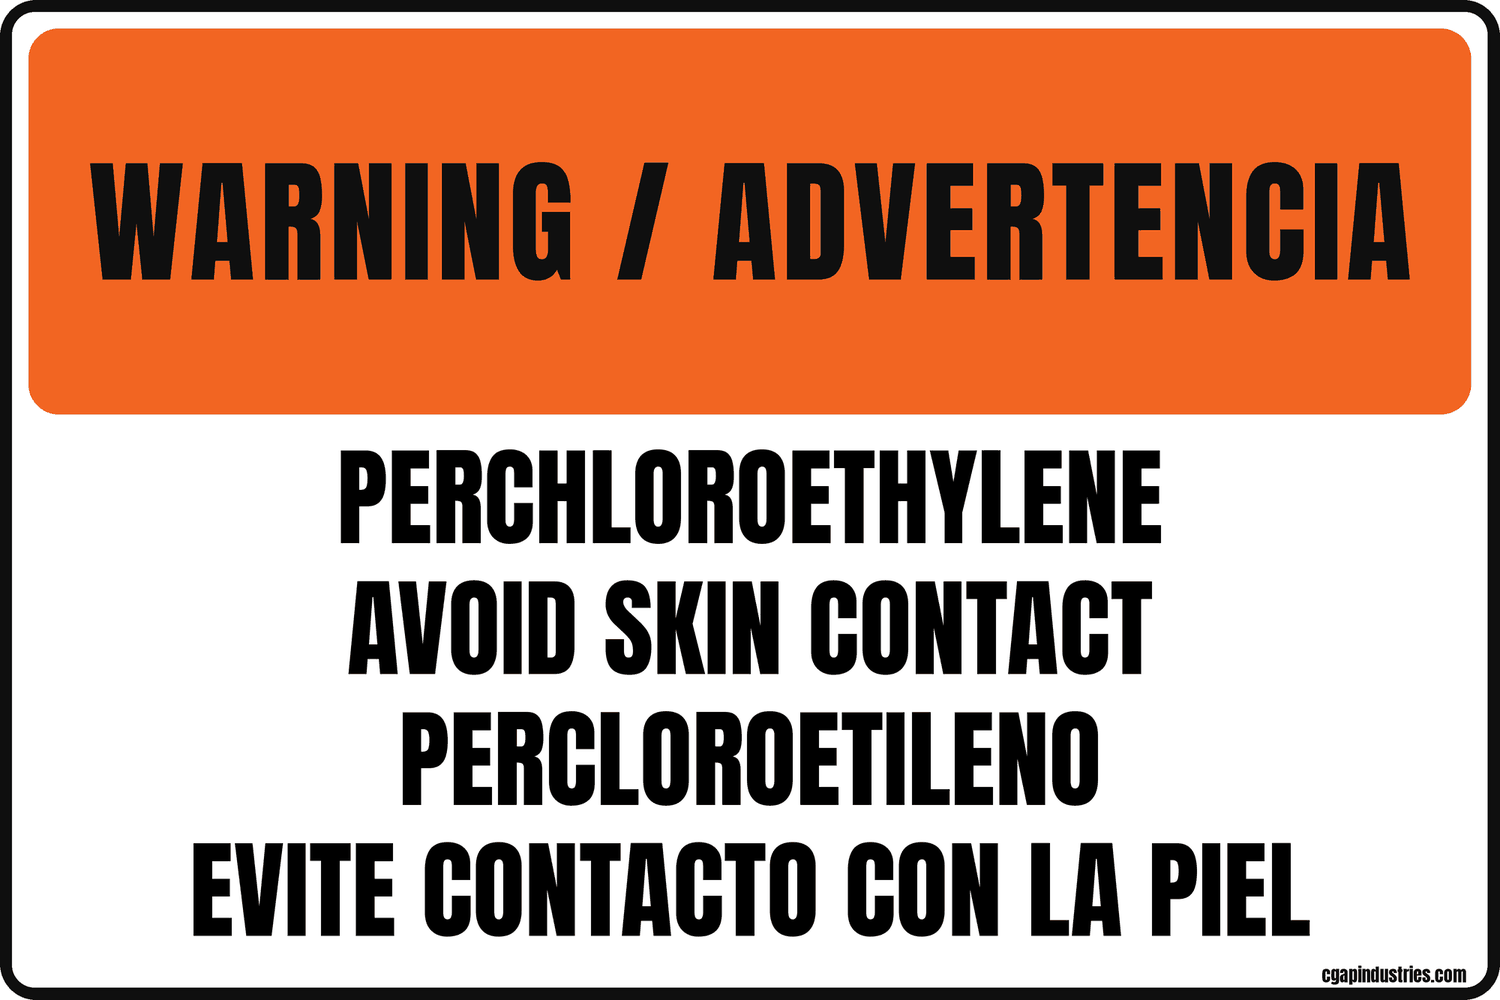 WARNING / ADVERTENCIA
PERCHLOROETHYLENE
AVOID SKIN CONTACT
PERCLOROETILENO
EVITE CONTACTO CON LA PIEL
cgapindustries.com